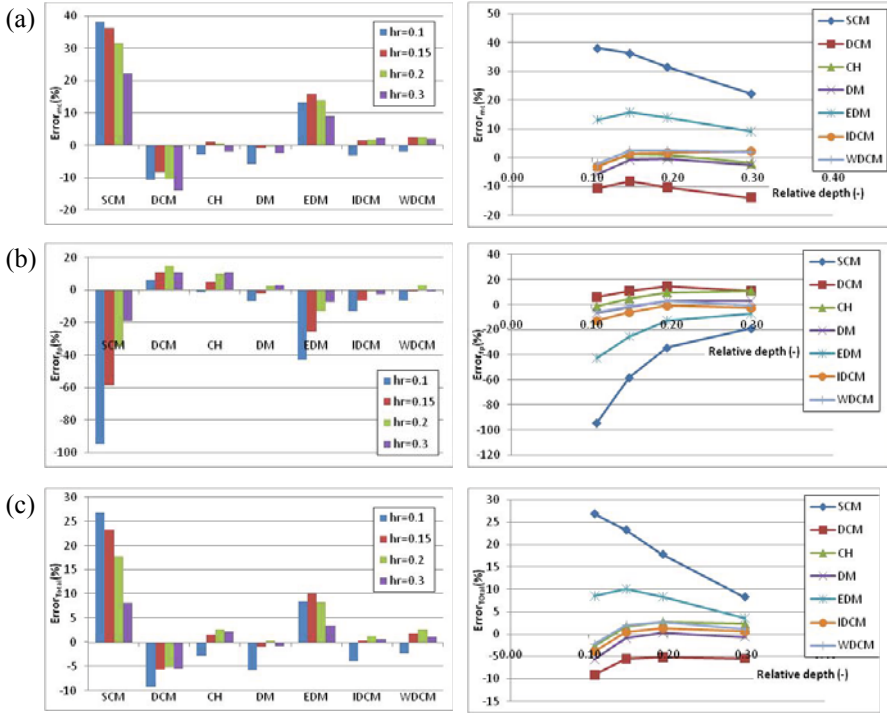 (a)
40
30
20
10
0
-10
-20
Error_mc(%)
SCM DCM CH DM EDM IDCM WDCM
hr=0.1
hr=0.15
hr=0.2
hr=0.3
50
40
30
20
10
0
-10
-20
Error_mc(%)
0.00 0.10 0.20 0.30 0.40
Relative depth (-)
SCM
DCM
CH
DM
EDM
IDCM
WDCM
(b)
20
0
-20
-40
-60
-80
-100
Error_fp(%)
SCM DCM CH DM EDM IDCM WDCM
hr=0.1
hr=0.15
hr=0.2
hr=0.3
40
20
0
-20
-40
-60
-80
-100
-120
Error_fp(%)
0.00 0.10 0.20 0.30
Relative depth (-)
SCM
DCM
CH
DM
EDM
IDCM
WDCM
(c)
30
25
20
15
10
5
0
-5
-10
Error_Total(%)
SCM DCM CH DM EDM IDCM WDCM
hr=0.1
hr=0.15
hr=0.2
hr=0.3
30
25
20
15
10
5
0
-5
-10
-15
Error_TOtal(%)
0.00 0.10 0.20 0.30
Relative depth (-)
SCM
DCM
CH
DM
EDM
IDCM
WDCM